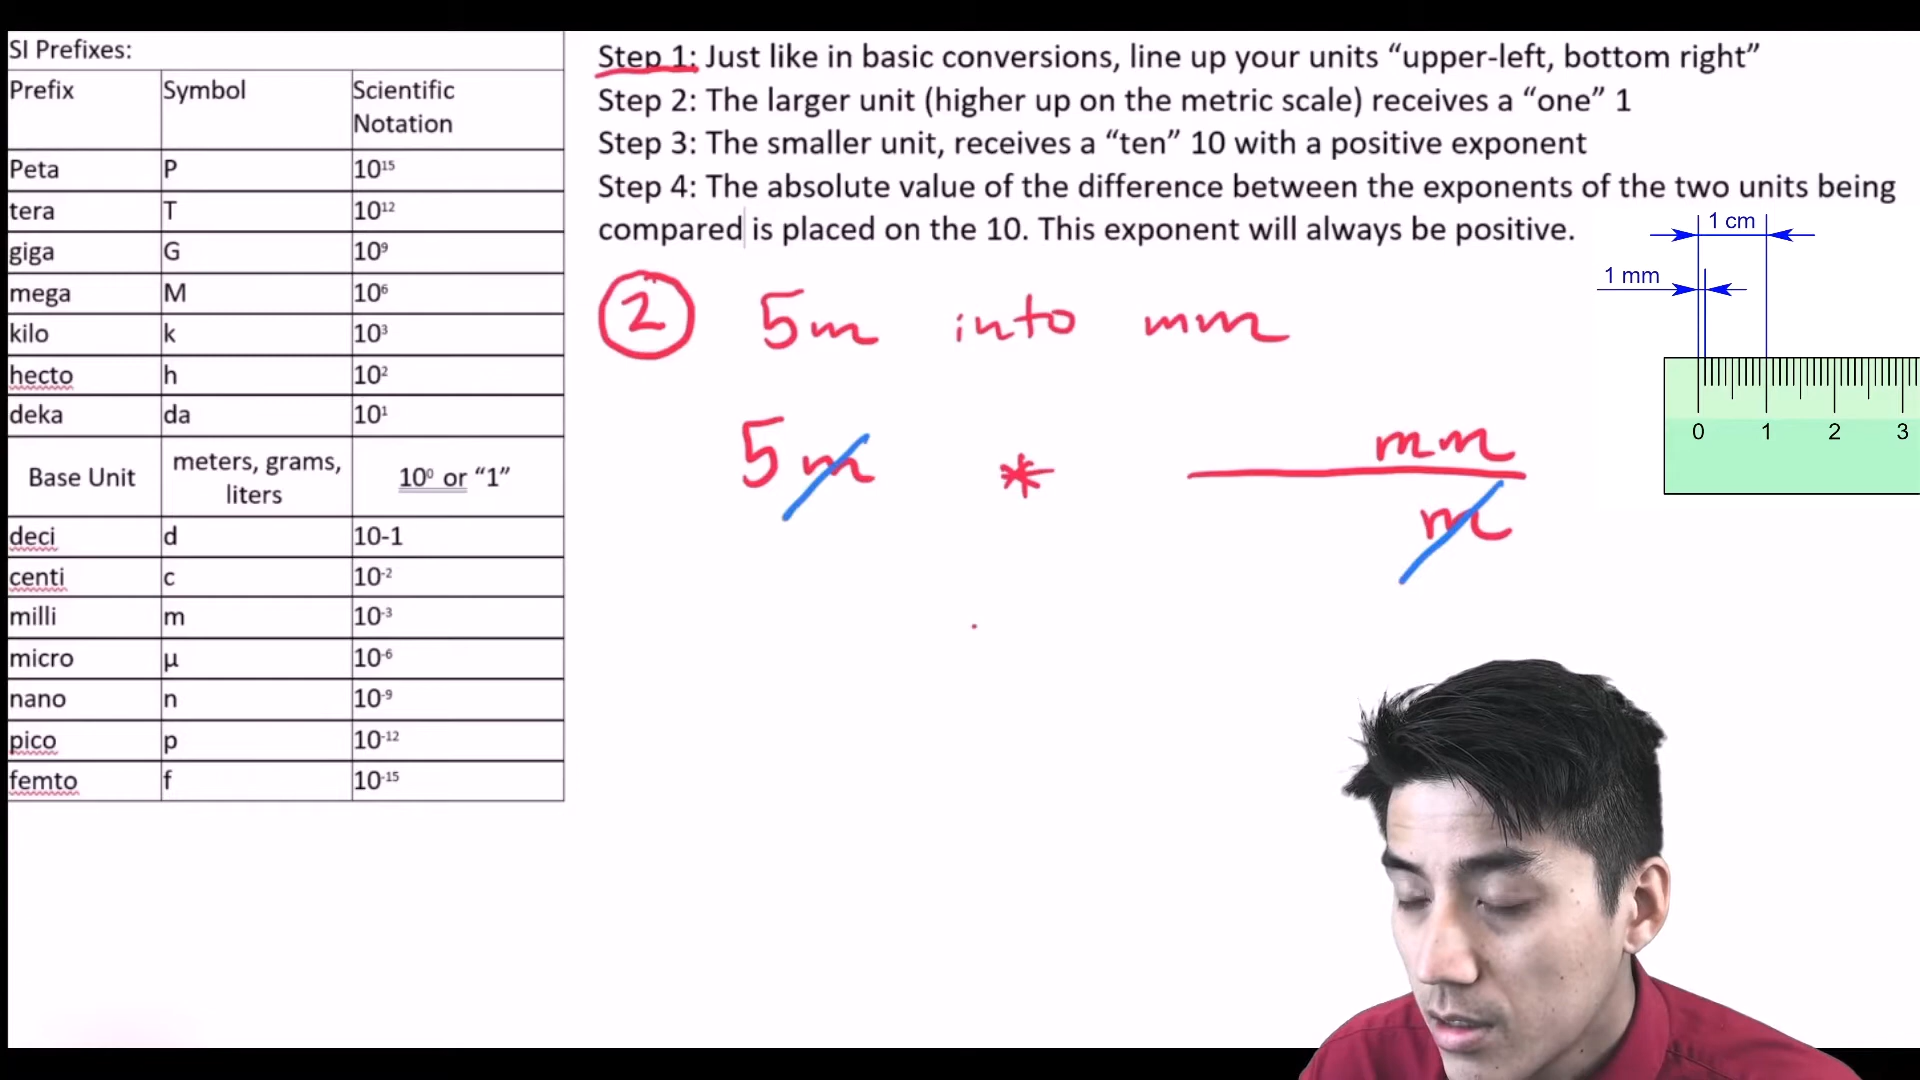 SI Prefixes:
Prefix Symbol Scientific Notation
Peta P 10¹⁵
tera T 10¹²
giga G 10⁹
mega M 10⁶
kilo k 10³
hecto h 10²
deka da 10¹
Base Unit meters, grams, liters 10⁰ or “1”
deci d 10-1
centi c 10⁻²
milli m 10⁻³
micro µ 10⁻⁶
nano n 10⁻⁹
pico p 10⁻¹²
femto f 10⁻¹⁵
Step 1: Just like in basic conversions, line up your units “upper-left, bottom right”
Step 2: The larger unit (higher up on the metric scale) receives a “one” 1
Step 3: The smaller unit, receives a “ten” 10 with a positive exponent
Step 4: The absolute value of the difference between the exponents of the two units being
compared is placed on the 10. This exponent will always be positive.
1 cm
1 mm
0 1 2 3
2 5m into mm
5m * mm
m